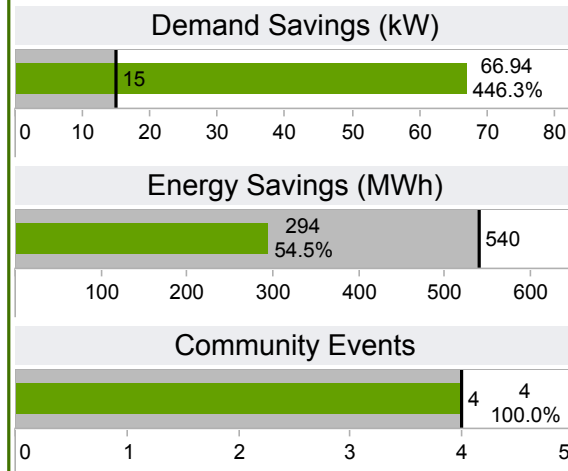 Demand Savings (kW)
15
66.94
446.3%
0 10 20 30 40 50 60 70 80
Energy Savings (MWh)
294
54.5%
540
100 200 300 400 500 600
Community Events
4
4
100.0%
0 1 2 3 4 5